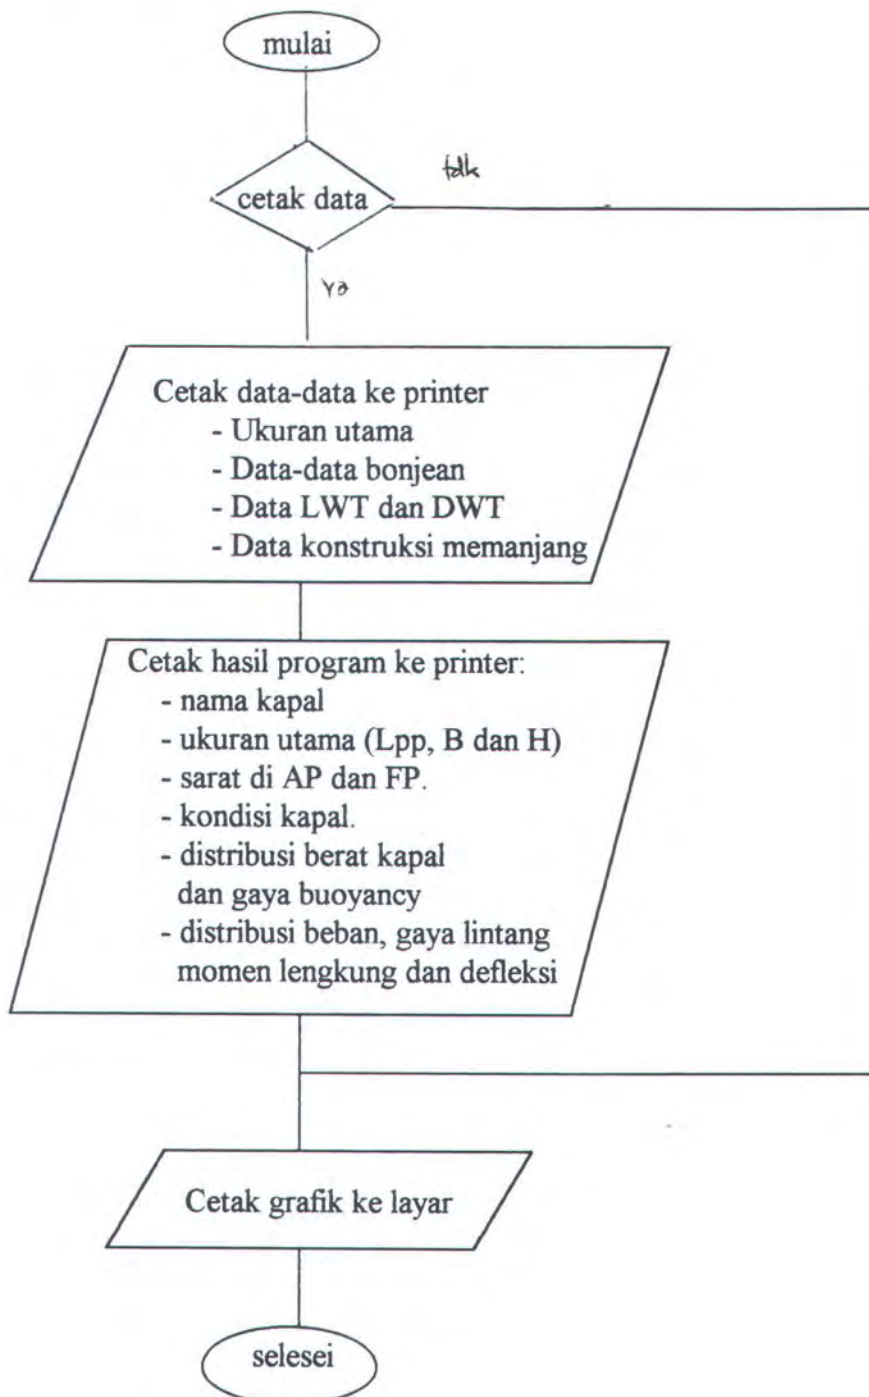 mulai
tdk
cetak data
Ya
Cetak data-data ke printer
- Ukuran utama
- Data-data bonjean
- Data LWT dan DWT
- Data konstruksi memanjang
Cetak hasil program ke printer:
- nama kapal
- ukuran utama (Lpp, B dan H)
- sarat di AP dan FP.
- kondisi kapal.
- distribusi berat kapal
dan gaya buoyancy
- distribusi beban, gaya lintang
momen lengkung dan defleksi
Cetak grafik ke layar
selesei